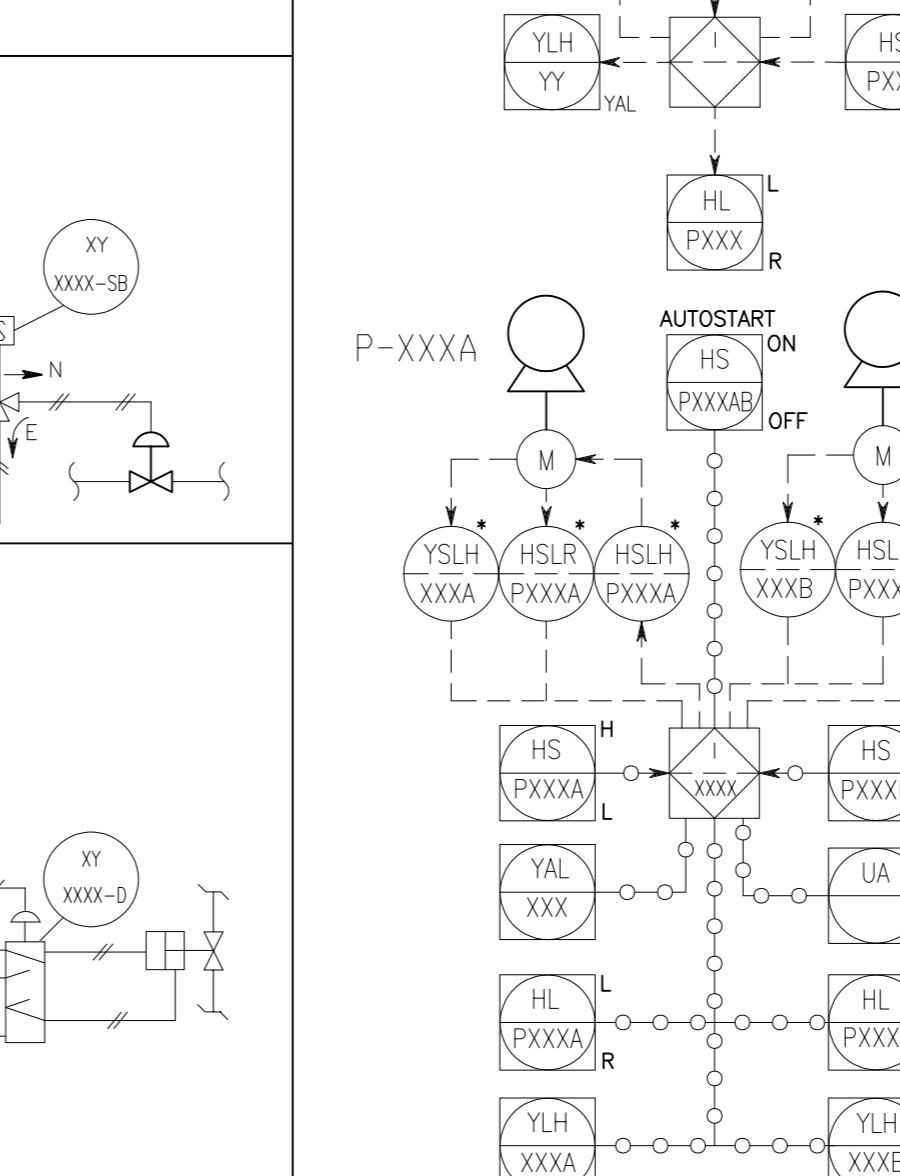 YLH
YY
YAL
I
HL
PXXX
L
R
XY
XXXX-SB
N
E
P-XXXA
AUTOSTART
HS
PXXXAB
ON
OFF
M
M
YSLH
XXXA
*
HSLR
PXXXA
*
HSLH
PXXXA
*
YSLH
XXXB
*
HS
PXXXA
H
L
I
XXXX
HS
YAL
XXX
UA
XY
XXXX-D
HL
PXXXA
L
R
HL
YLH
XXXA
YLH